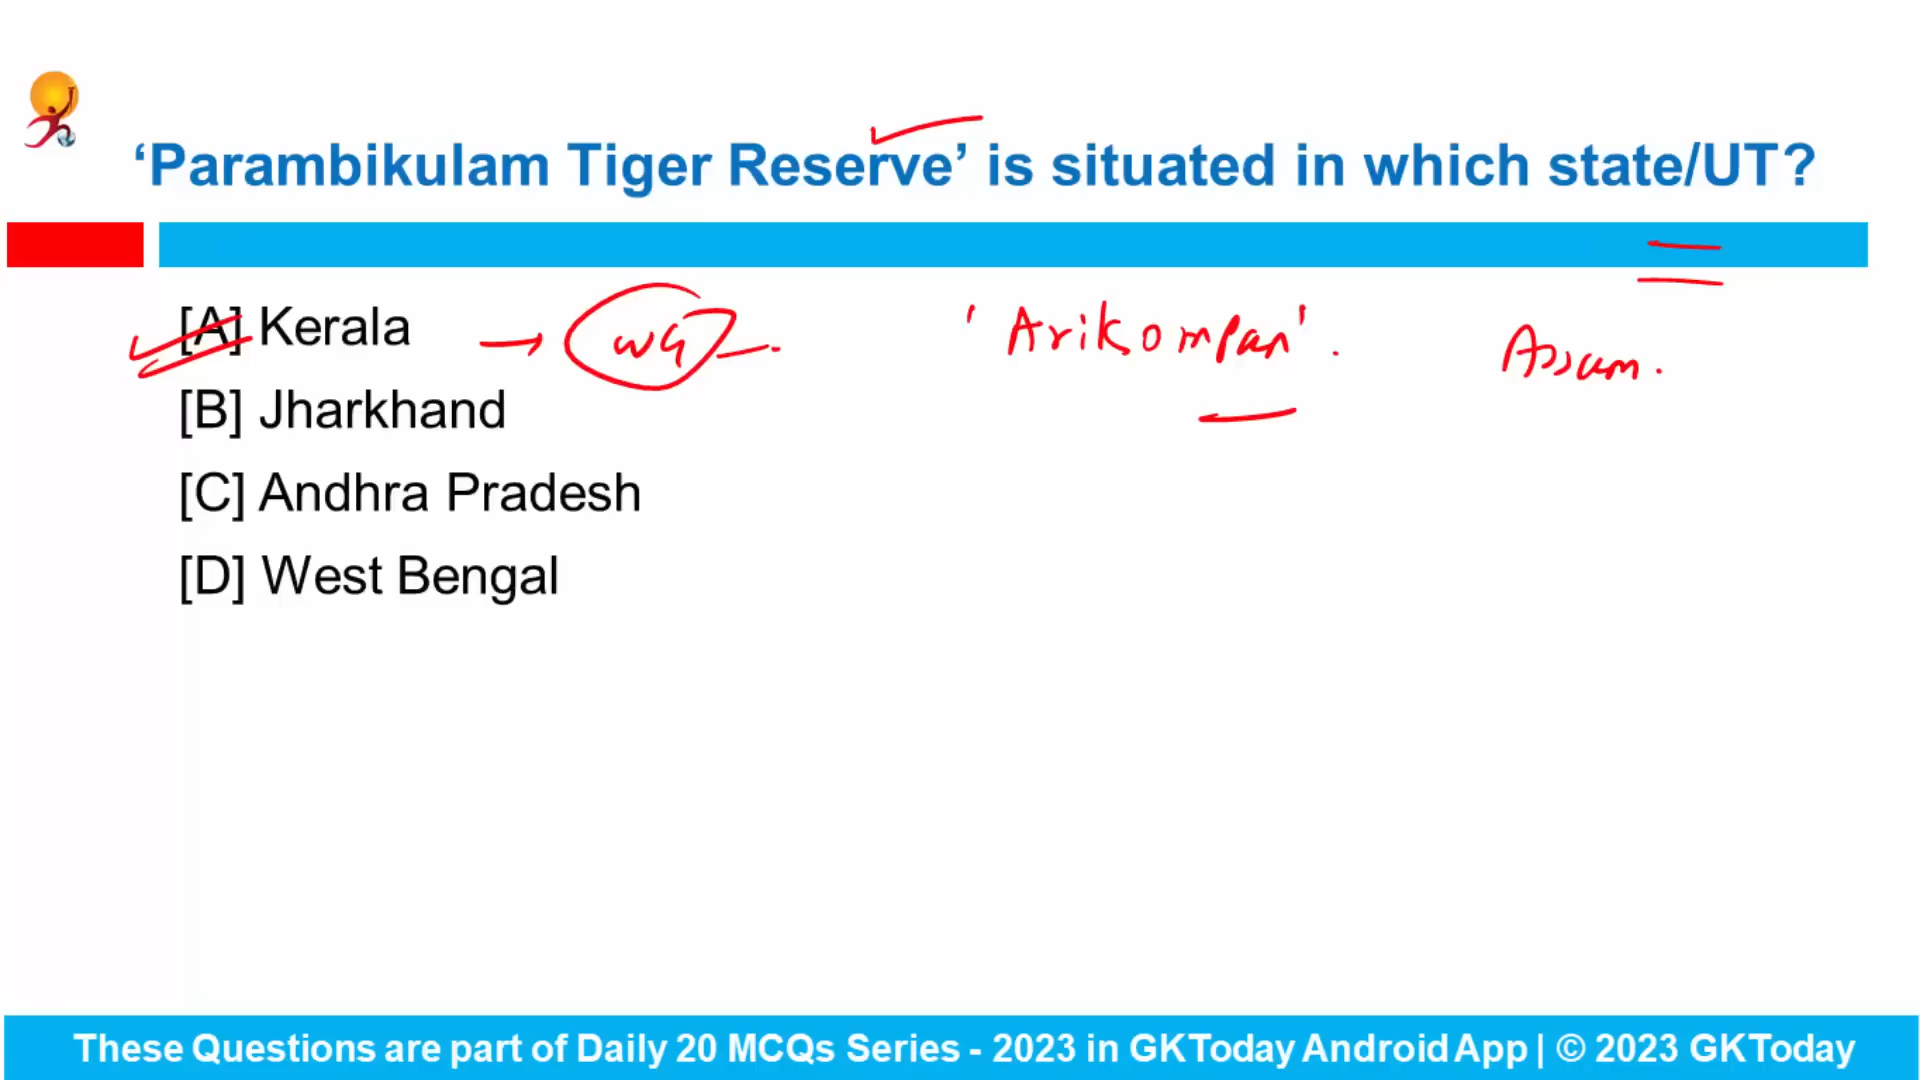 ‘Parambikulam Tiger Reserve’ is situated in which state/UT?
[A] Kerala → WG 'Arikompan'. Assam.
[B] Jharkhand
[C] Andhra Pradesh
[D] West Bengal
These Questions are part of Daily 20 MCQs Series - 2023 in GKToday Android App | © 2023 GKToday